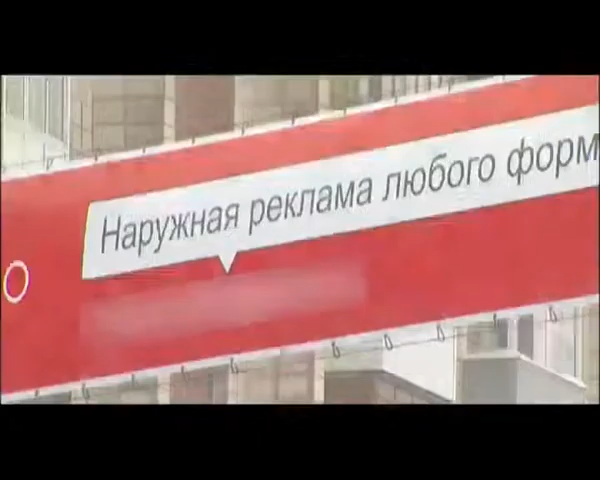 Наружная реклама любого форм